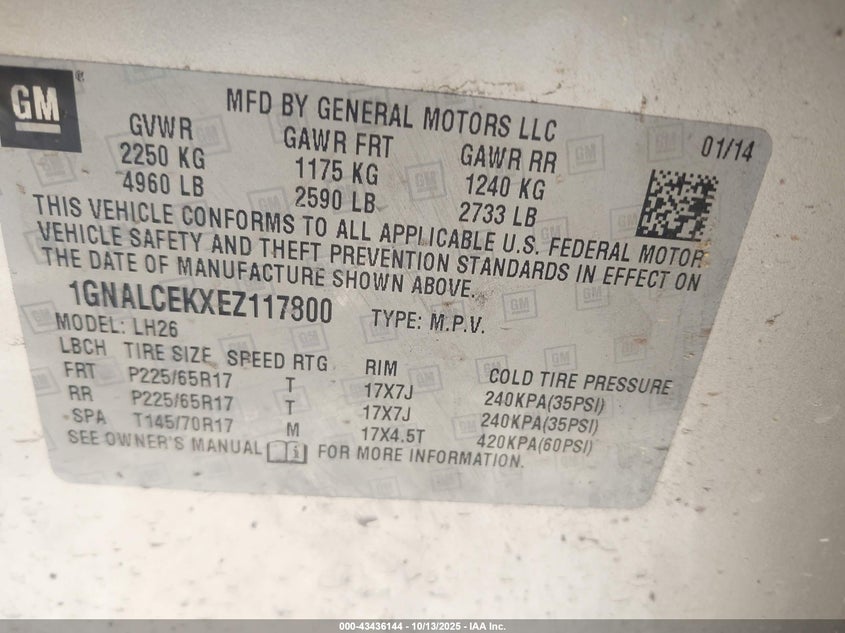 GM
MFD BY GENERAL MOTORS LLC
01/14
GVWR GAWR FRT GAWR RR
2250 KG 1175 KG 1240 KG
4960 LB 2590 LB 2733 LB
THIS VEHICLE CONFORMS TO ALL APPLICABLE U.S. FEDERAL MOTOR
VEHICLE SAFETY AND THEFT PREVENTION STANDARDS IN EFFECT ON
THE DATE OF MANUFACTURE SHOWN ABOVE.
1GNALCEKXEZ117800 TYPE: M.P.V.
MODEL: LH26
LBCH TIRE SIZE SPEED RTG RIM COLD TIRE PRESSURE
FRT P225/65R17 T 17X7J 240KPA(35PSI)
RR P225/65R17 T 17X7J 240KPA(35PSI)
SPA T145/70R17 M 17X4.5T 420KPA(60PSI)
SEE OWNER'S MANUAL FOR MORE INFORMATION.
000-43436144 - 10/13/2025 - IAA Inc.